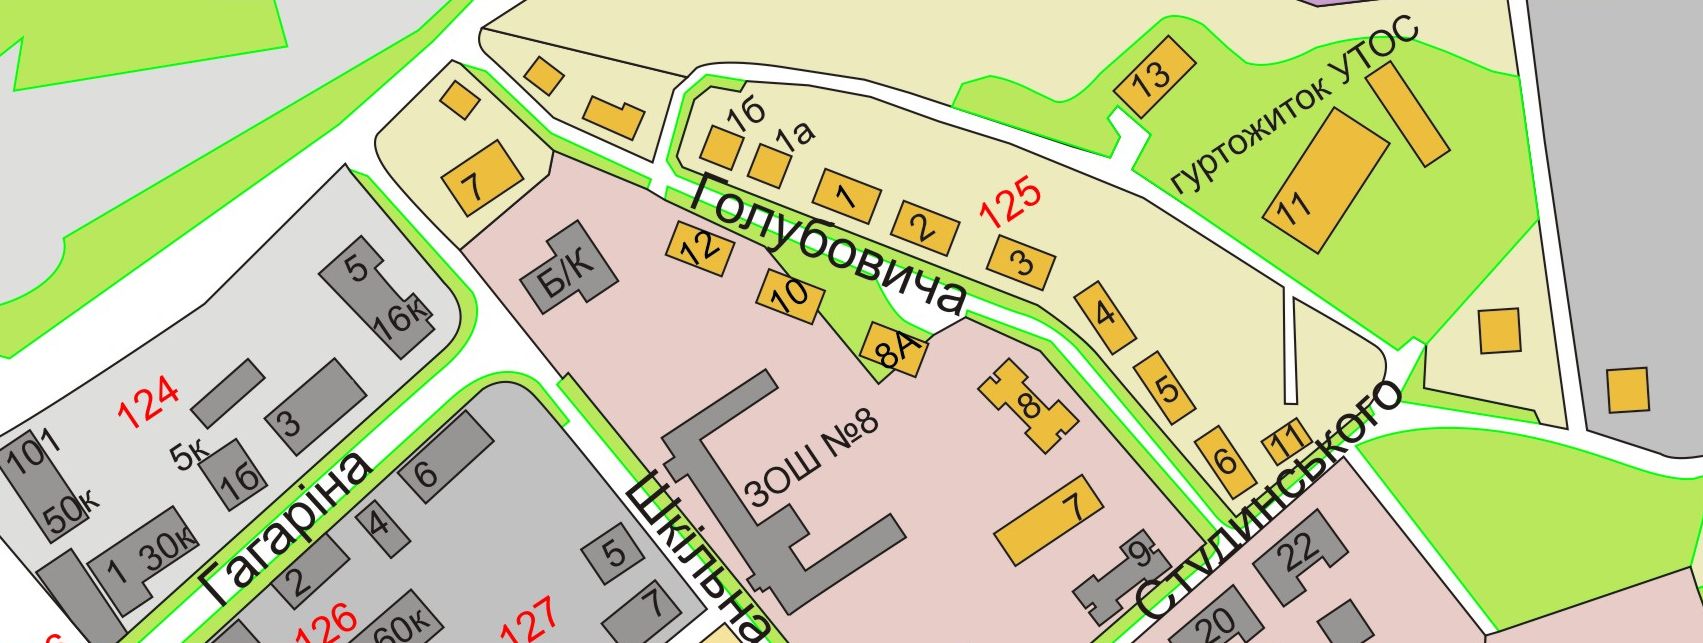 13
гуртожиток УТОС
11
1б
1а
1
2
3
125
4
5
6
11
7
Голубовича
12
10
8А
8
Б/К
5
16к
124
3
5к
1б
101
50к
1
30к
Гагаріна
6
4
2
126
60к
127
5
7
Шкільна
ЗОШ №8
7
9
Студинського
22
20